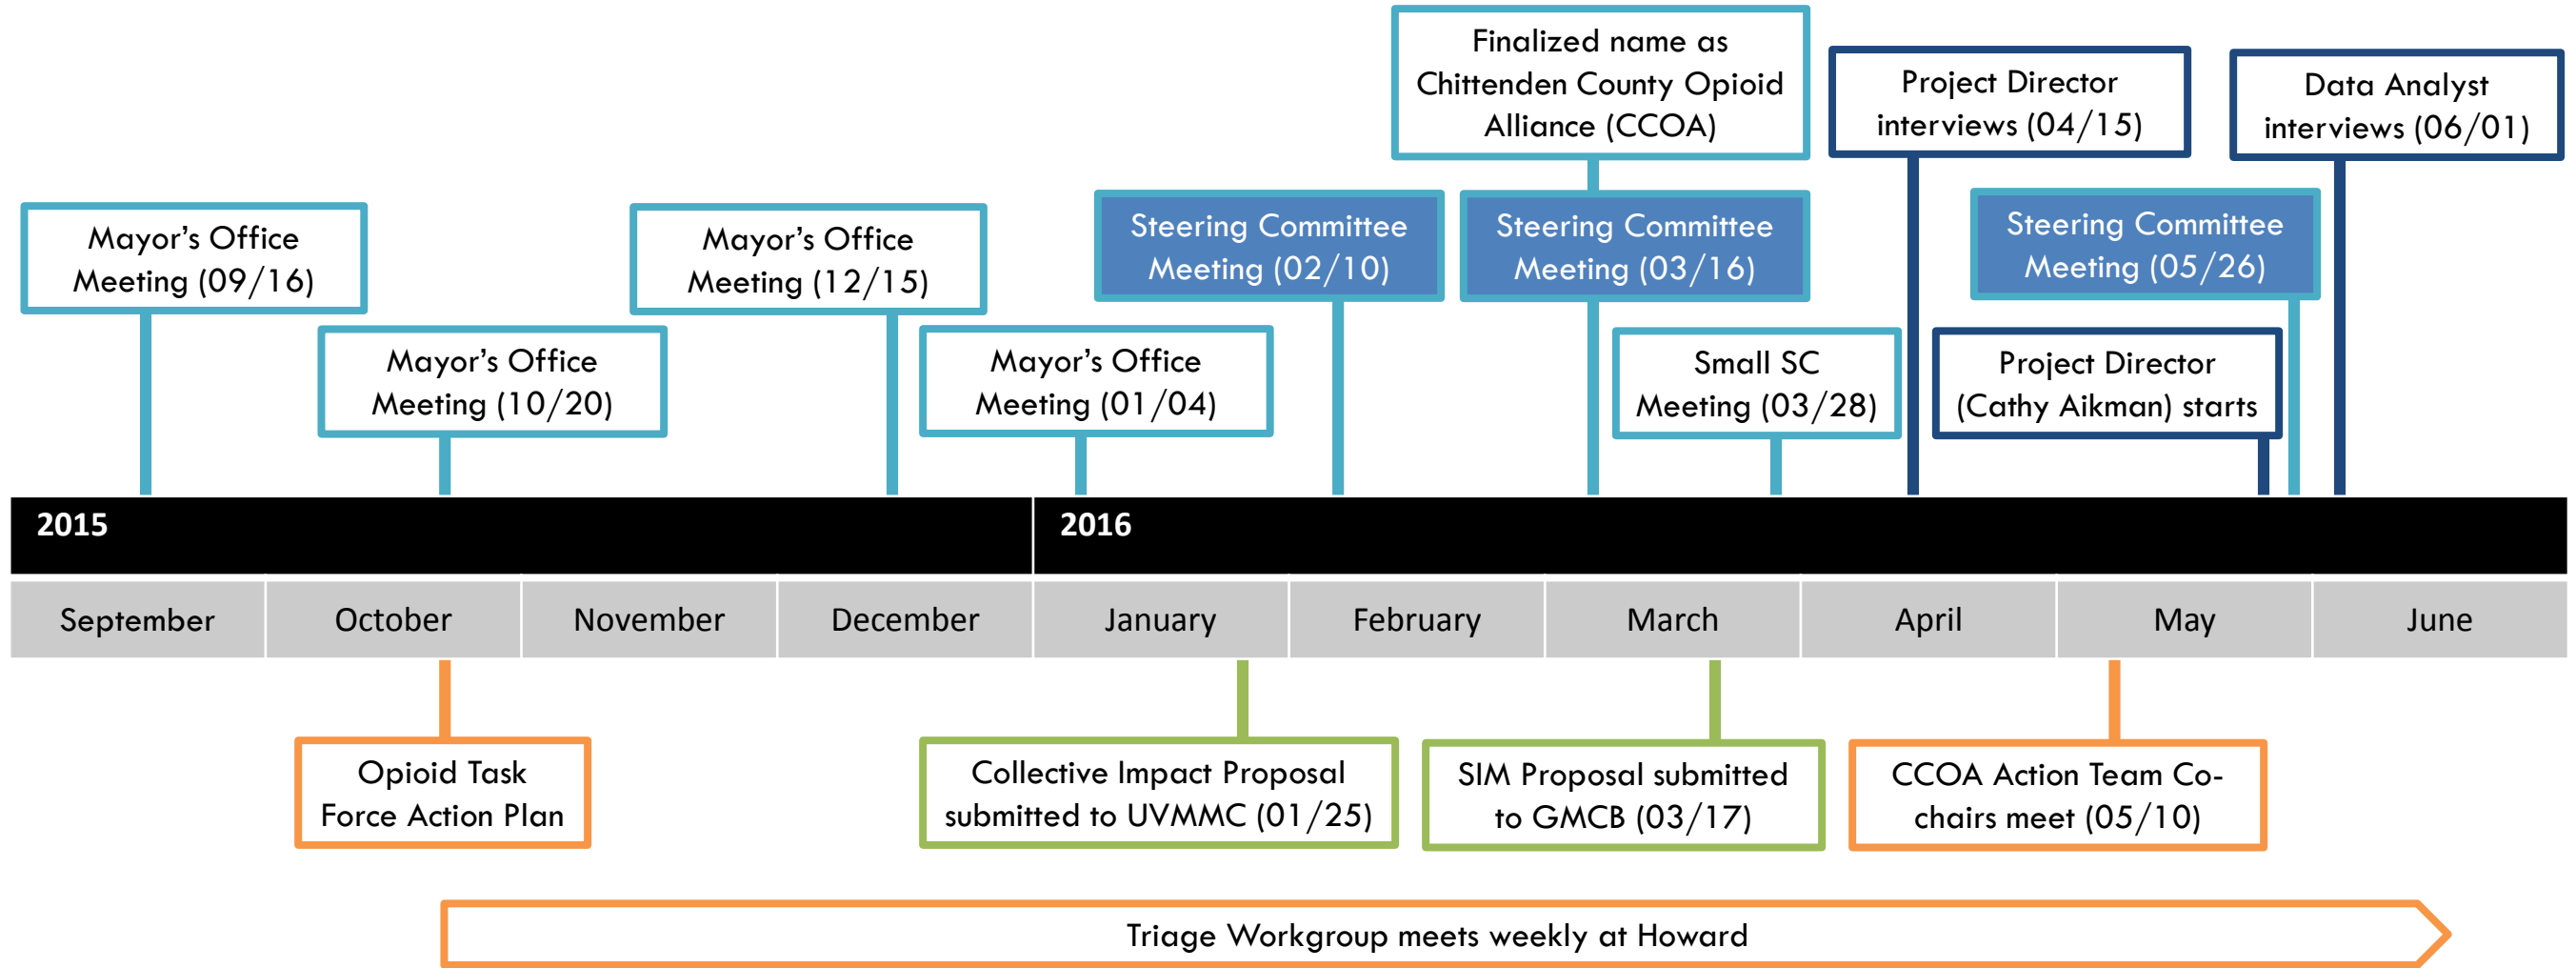 Finalized name as
Chittenden County Opioid
Alliance (CCOA)
Project Director
interviews (04/15)
Data Analyst
interviews (06/01)
Mayor’s Office
Meeting (09/16)
Mayor’s Office
Meeting (12/15)
Steering Committee
Meeting (02/10)
Steering Committee
Meeting (03/16)
Steering Committee
Meeting (05/26)
Mayor’s Office
Meeting (10/20)
Mayor’s Office
Meeting (01/04)
Small SC
Meeting (03/28)
Project Director
(Cathy Aikman) starts
2015
2016
September
October
November
December
January
February
March
April
May
June
Opioid Task
Force Action Plan
Collective Impact Proposal
submitted to UVMMC (01/25)
SIM Proposal submitted
to GMCB (03/17)
CCOA Action Team Co-
chairs meet (05/10)
Triage Workgroup meets weekly at Howard